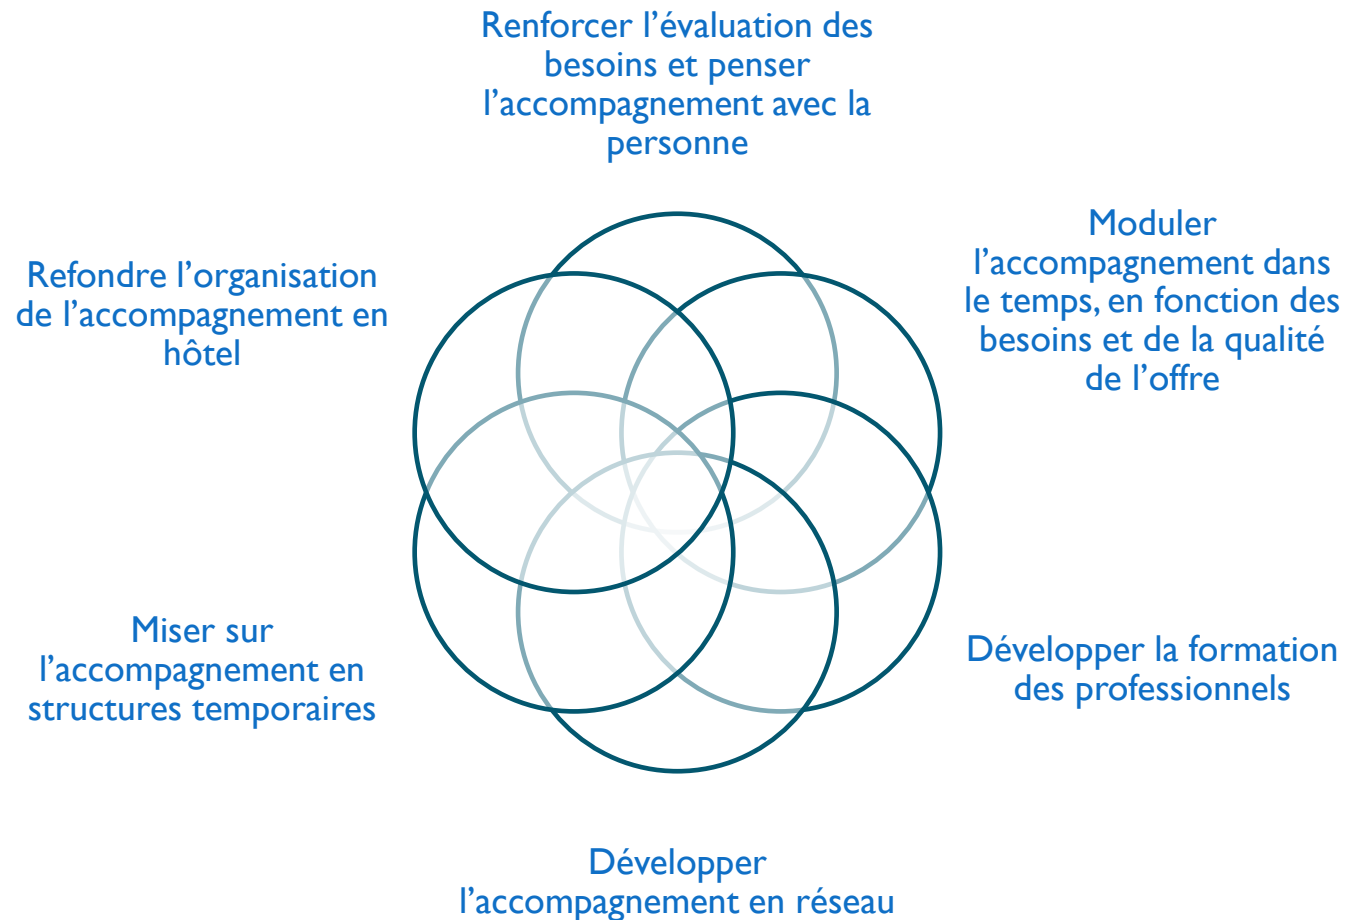 Renforcer l’évaluation des
besoins et penser
l’accompagnement avec la
personne
Moduler
l’accompagnement dans
le temps, en fonction des
besoins et de la qualité
de l’offre
Développer la formation
des professionnels
Développer
l’accompagnement en réseau
Miser sur
l’accompagnement en
structures temporaires
Refondre l’organisation
de l’accompagnement en
hôtel